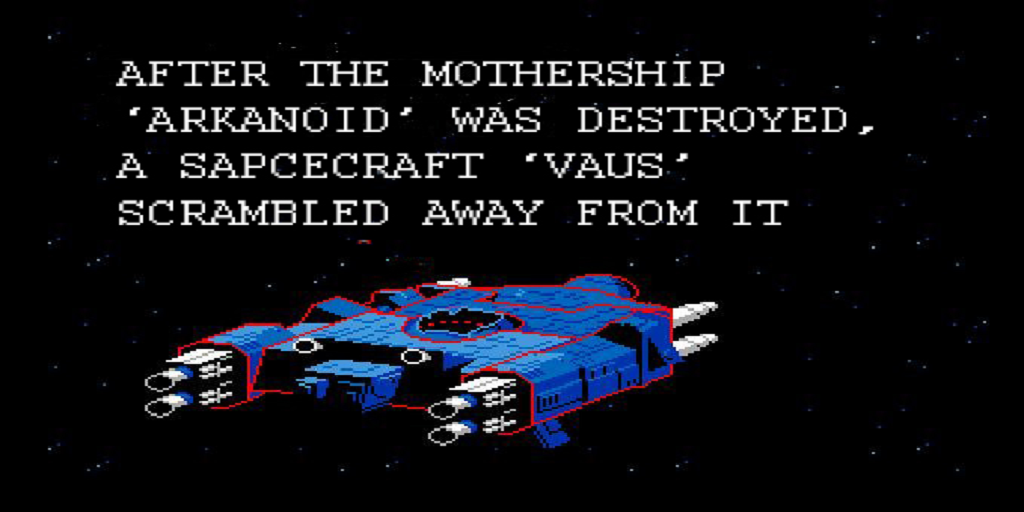 AFTER THE MOTHERSHIP
'ARKANOID' WAS DESTROYED,
A SAPCECRAFT 'VAUS'
SCRAMBLED AWAY FROM IT